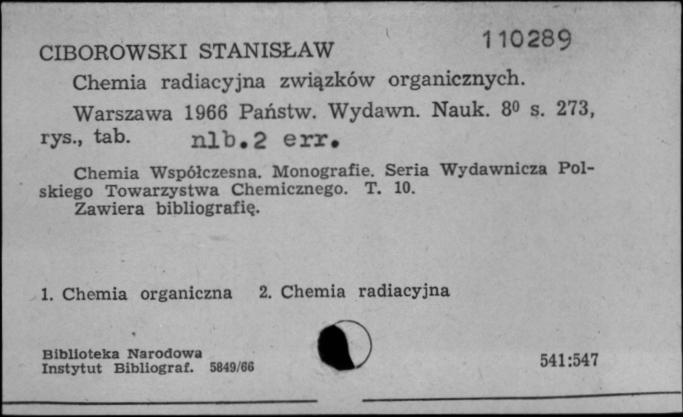 110289
CIBOROWSKI STANISŁAW
Chemia radiacyjna związków organicznych.
Warszawa 1966 Państw. Wydawn. Nauk. 8⁰ s. 273,
rys., tab. nlb.2 err.
Chemia Współczesna. Monografie. Seria Wydawnicza Pol-
skiego Towarzystwa Chemicznego. T. 10.
Zawiera bibliografię.
1. Chemia organiczna 2. Chemia radiacyjna
Biblioteka Narodowa
Instytut Bibliograf. 5849/66
541:547